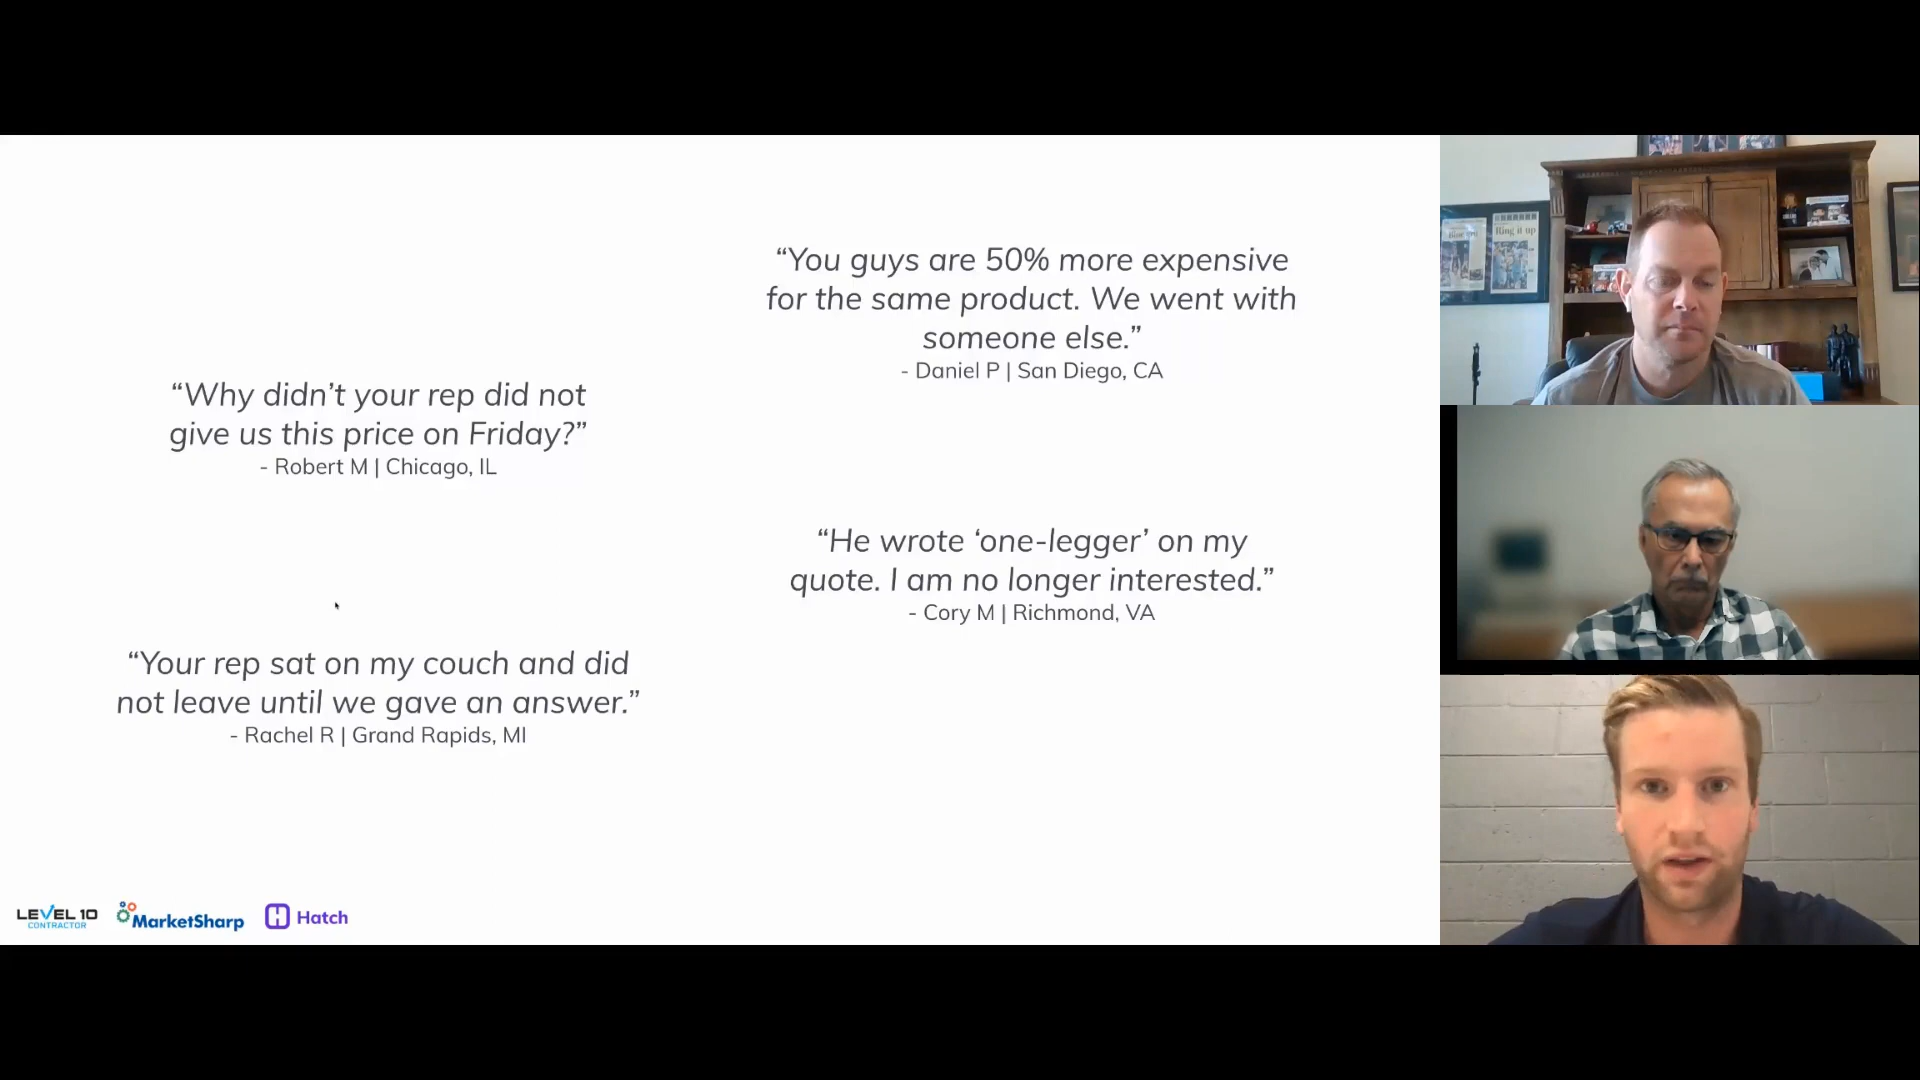 “Why didn’t your rep did not
give us this price on Friday?”
- Robert M | Chicago, IL
“Your rep sat on my couch and did
not leave until we gave an answer.”
- Rachel R | Grand Rapids, MI
“You guys are 50% more expensive
for the same product. We went with
someone else.”
- Daniel P | San Diego, CA
“He wrote ‘one-legger’ on my
quote. I am no longer interested.”
- Cory M | Richmond, VA
LEVEL 10
CONTRACTOR
MarketSharp
Hatch
Ring it up